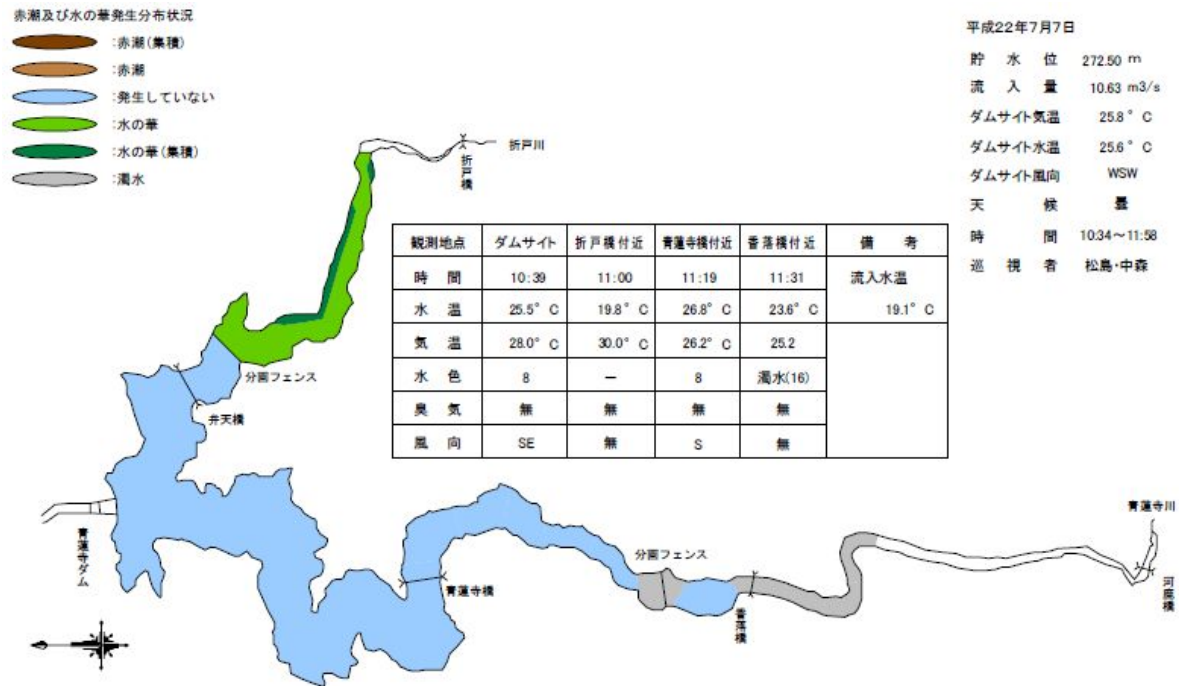 赤潮及び水の華発生分布状況
:赤潮(集積)
:赤潮
:発生していない
:水の華
:水の華(集積)
:濁水
平成22年7月7日
貯水位 272.50 m
流入量 10.63 m3/s
ダムサイト気温 25.8°C
ダムサイト水温 25.6°C
ダムサイト風向 WSW
天候 曇
時間 10:34～11:58
巡視者 松島・中森
折戸川
折戸橋
観測地点 ダムサイト 折戸橋付近 青蓮寺橋付近 香落橋付近 備考
時間 10:39 11:00 11:19 11:31 流入水温
水温 25.5°C 19.8°C 26.8°C 23.6°C 19.1°C
気温 28.0°C 30.0°C 26.2°C 25.2
水色 8 － 8 濁水(16)
臭気 無 無 無 無
風向 SE 無 S 無
分画フェンス
弁天橋
青蓮寺ダム
青蓮寺橋
分画フェンス
香落橋
青蓮寺川
河鹿橋